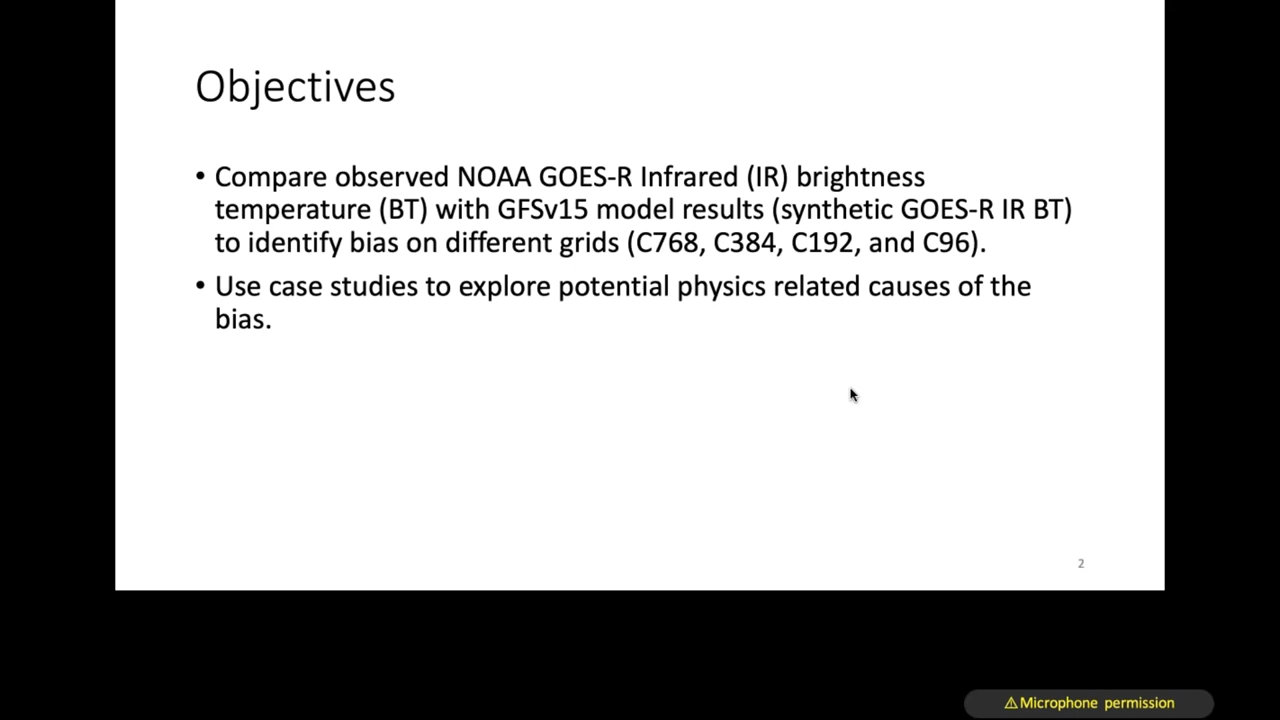 Objectives
• Compare observed NOAA GOES-R Infrared (IR) brightness
temperature (BT) with GFSv15 model results (synthetic GOES-R IR BT)
to identify bias on different grids (C768, C384, C192, and C96).
• Use case studies to explore potential physics related causes of the
bias.
2
⚠Microphone permission